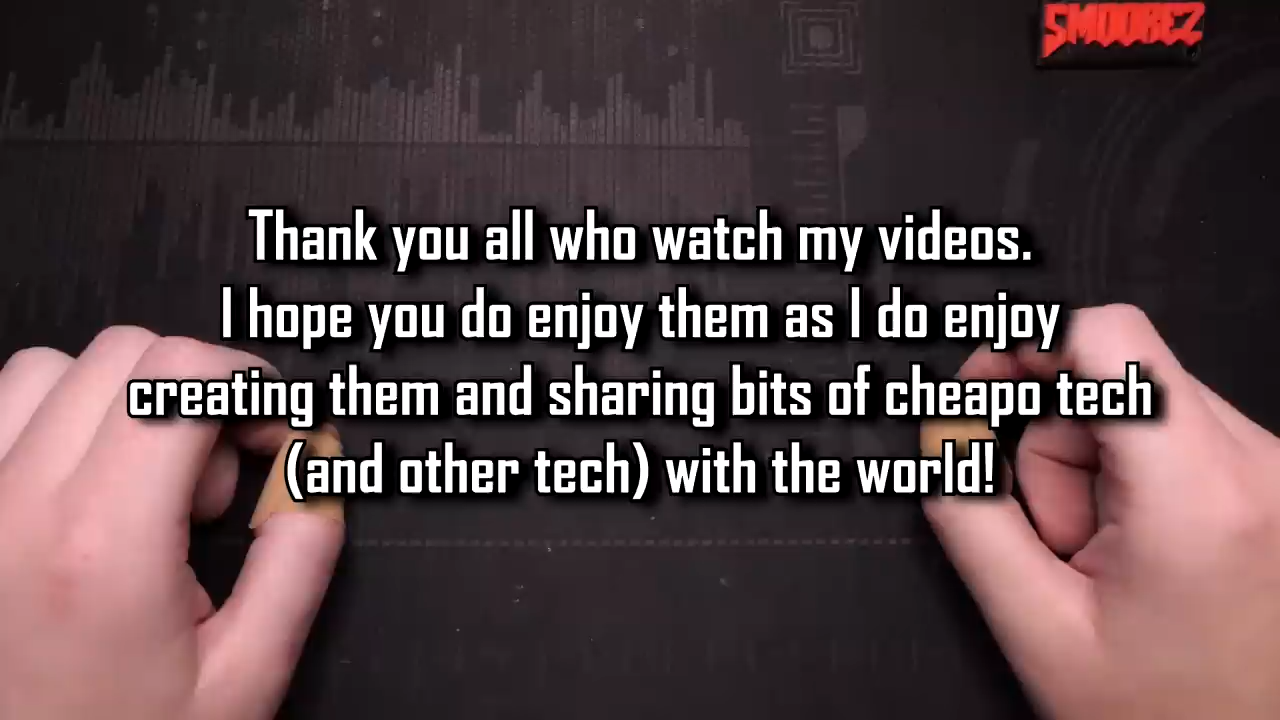 SMOOREZ
Thank you all who watch my videos.
I hope you do enjoy them as I do enjoy
creating them and sharing bits of cheapo tech
(and other tech) with the world!